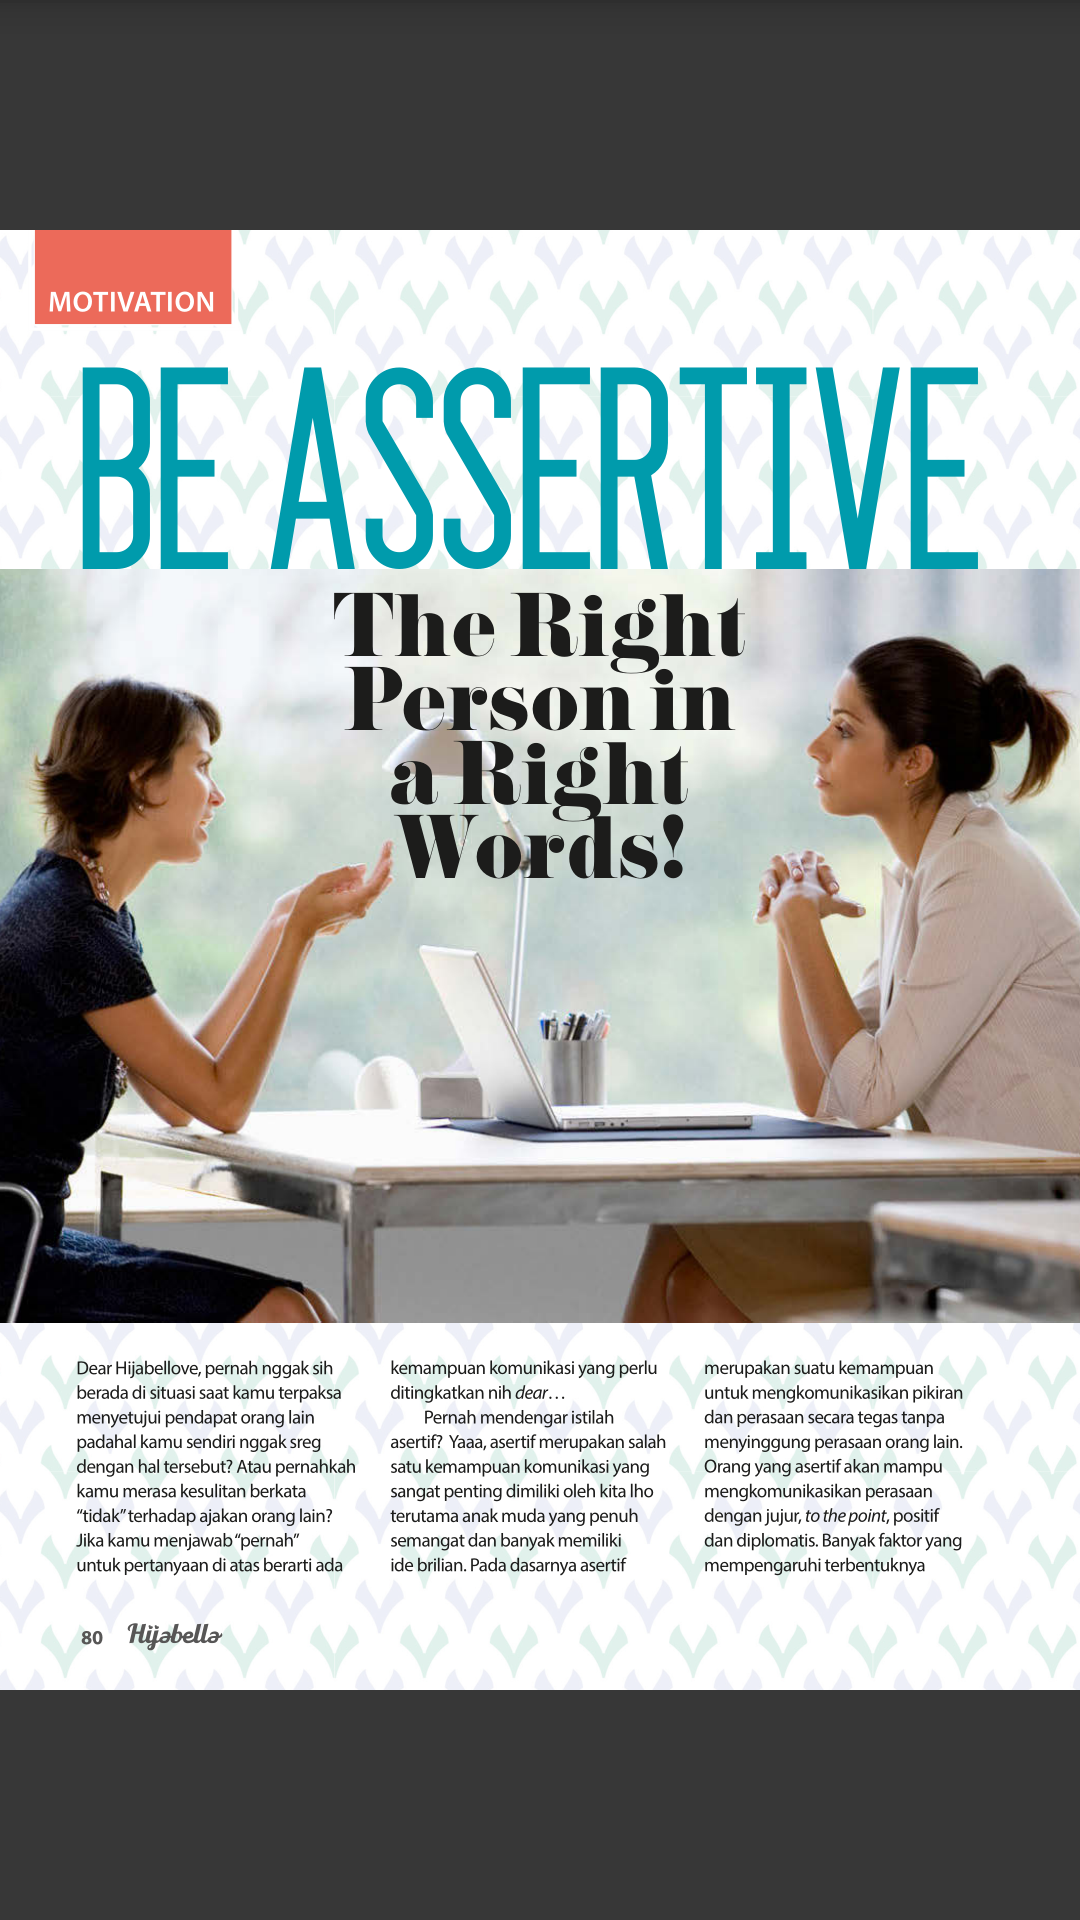 MOTIVATION
BE ASSERTIVE
The Right
Person in
a Right
Words!
Dear Hijabellove, pernah nggak sih
berada di situasi saat kamu terpaksa
menyetujui pendapat orang lain
padahal kamu sendiri nggak sreg
dengan hal tersebut? Atau pernahkah
kamu merasa kesulitan berkata
“tidak” terhadap ajakan orang lain?
Jika kamu menjawab “pernah”
untuk pertanyaan di atas berarti ada
kemampuan komunikasi yang perlu
ditingkatkan nih dear…
Pernah mendengar istilah
asertif?  Yaaa, asertif merupakan salah
satu kemampuan komunikasi yang
sangat penting dimiliki oleh kita lho
terutama anak muda yang penuh
semangat dan banyak memiliki
ide brilian. Pada dasarnya asertif
merupakan suatu kemampuan
untuk mengkomunikasikan pikiran
dan perasaan secara tegas tanpa
menyinggung perasaan orang lain.
Orang yang asertif akan mampu
mengkomunikasikan perasaan
dengan jujur, to the point, positif
dan diplomatis. Banyak faktor yang
mempengaruhi terbentuknya
80 Hijabella